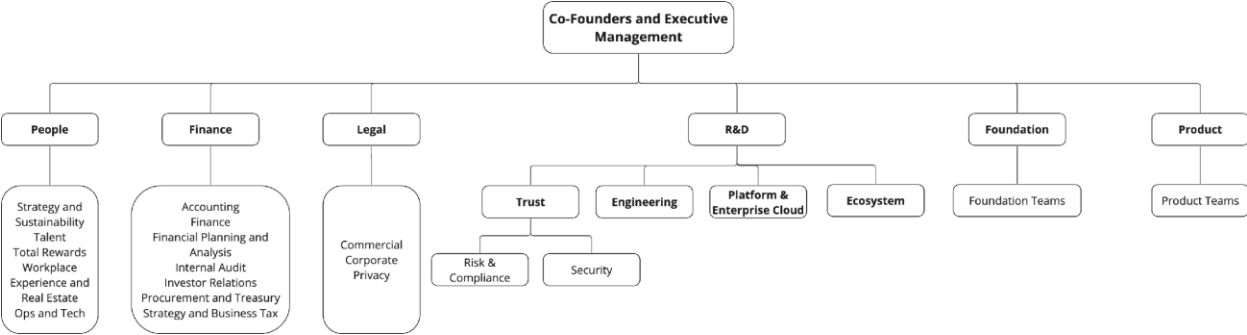 Co-Founders and Executive
Management
People
Finance
Legal
R&D
Foundation
Product
Strategy and
Sustainability
Talent
Total Rewards
Workplace
Experience and
Real Estate
Ops and Tech
Accounting
Finance
Financial Planning and
Analysis
Internal Audit
Investor Relations
Procurement and Treasury
Strategy and Business Tax
Commercial
Corporate
Privacy
Trust
Engineering
Platform &
Enterprise Cloud
Ecosystem
Foundation Teams
Product Teams
Risk &
Compliance
Security